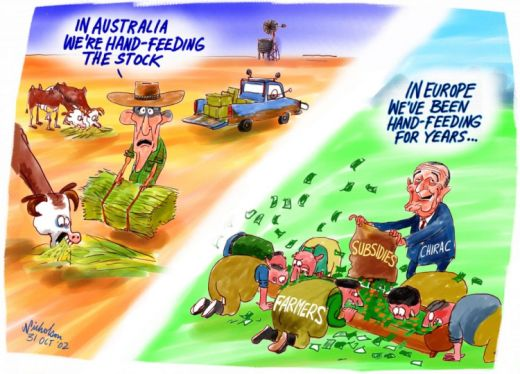 IN AUSTRALIA
WE'RE HAND-FEEDING
THE STOCK
IN EUROPE
WE'VE BEEN
HAND-FEEDING
FOR YEARS...
SUBSIDIES
CHIRAC
FARMERS
Nicholson
31 OCT '02